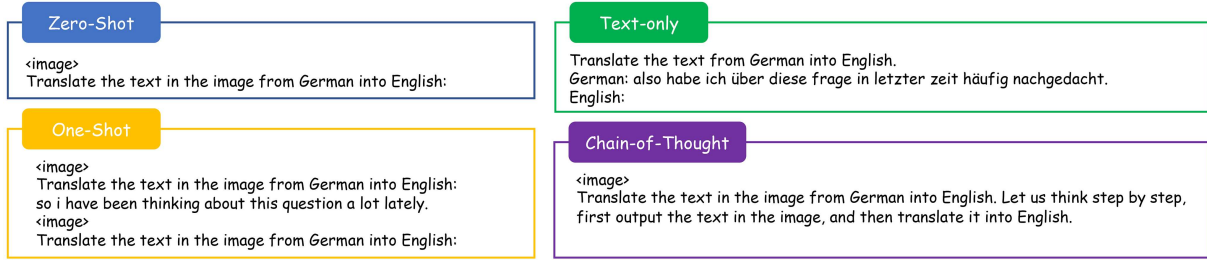 Zero-Shot
<image>
Translate the text in the image from German into English:
One-Shot
<image>
Translate the text in the image from German into English:
so i have been thinking about this question a lot lately.
<image>
Translate the text in the image from German into English:
Text-only
Translate the text from German into English.
German: also habe ich über diese frage in letzter zeit häufig nachgedacht.
English:
Chain-of-Thought
<image>
Translate the text in the image from German into English. Let us think step by step,
first output the text in the image, and then translate it into English.